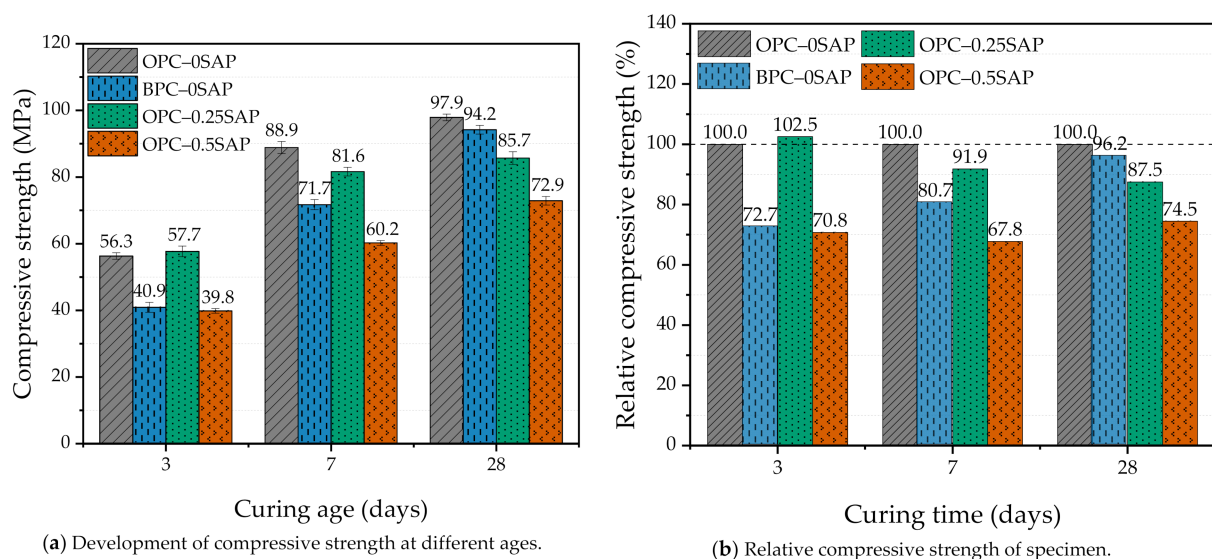 Compressive strength (MPa)
120
100
80
60
40
20
0
OPC–0SAP
BPC–0SAP
OPC–0.25SAP
OPC–0.5SAP
56.3
40.9
57.7
39.8
88.9
71.7
81.6
60.2
97.9
94.2
85.7
72.9
3 7 28
Curing age (days)
(a) Development of compressive strength at different ages.
Relative compressive strength (%)
140
120
100
80
60
40
20
0
OPC–0SAP OPC–0.25SAP
BPC–0SAP OPC–0.5SAP
100.0
72.7
102.5
70.8
100.0
80.7
91.9
67.8
100.0
96.2
87.5
74.5
3 7 28
Curing time (days)
(b) Relative compressive strength of specimen.